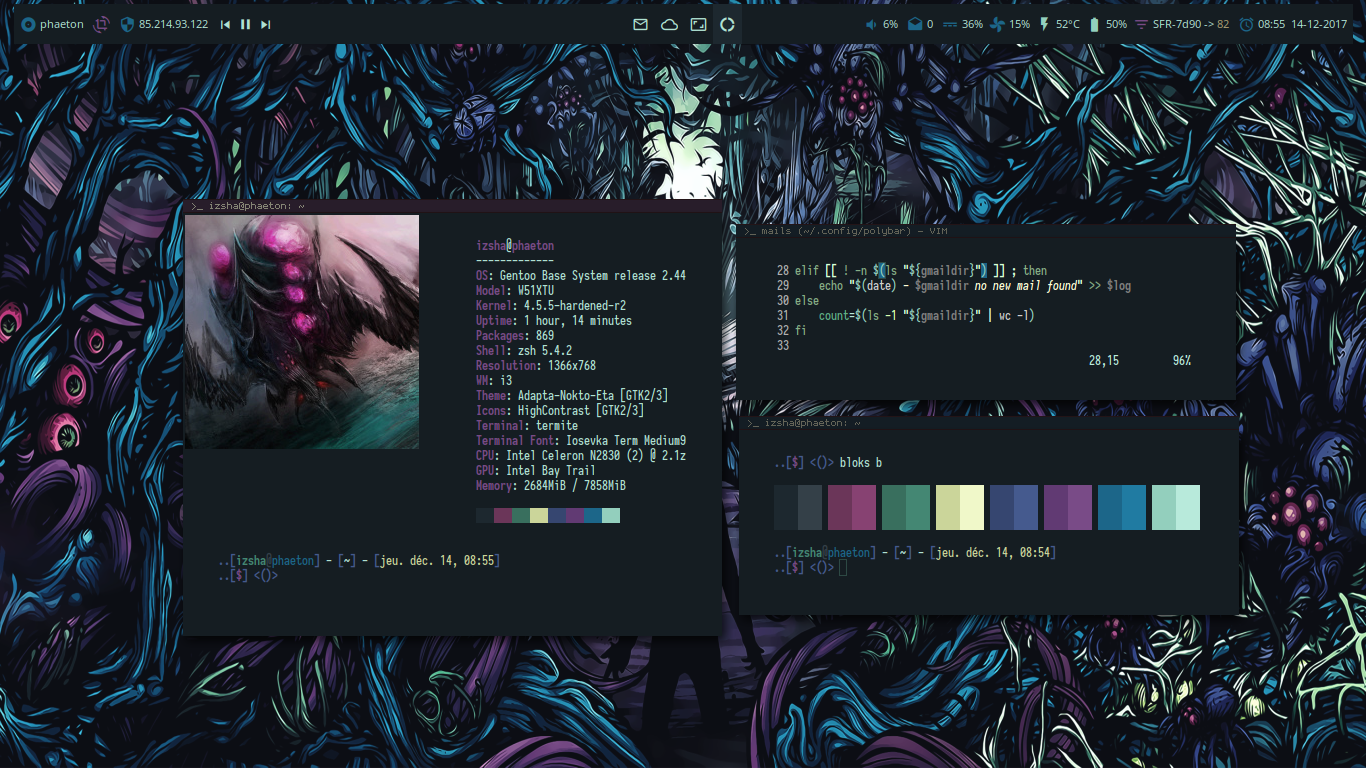 phaeton 85.214.93.122 6% 0 36% 15% 52°C 50% SFR-7d90 -> 82 08:55 14-12-2017
>_ izsha@phaeton: ~
izsha@phaeton
-------------
OS: Gentoo Base System release 2.44
Model: W51XTU
Kernel: 4.5.5-hardened-r2
Uptime: 1 hour, 14 minutes
Packages: 869
Shell: zsh 5.4.2
Resolution: 1366x768
WM: i3
Theme: Adapta-Nokto-Eta [GTK2/3]
Icons: HighContrast [GTK2/3]
Terminal: termite
Terminal Font: Iosevka Term Medium9
CPU: Intel Celeron N2830 (2) @ 2.1z
GPU: Intel Bay Trail
Memory: 2684MiB / 7858MiB
..[izsha@phaeton] - [~] - [jeu. déc. 14, 08:55]
..[$] <()>
>_ mails (~/.config/polybar) - VIM
28 elif [[ ! -n $(ls "${gmaildir}") ]] ; then
29     echo "$(date) - $gmaildir no new mail found" >> $log
30 else
31     count=$(ls -1 "${gmaildir}" | wc -l)
32 fi
33
28,15 96%
>_ izsha@phaeton: ~
..[$] <()> bloks b
..[izsha@phaeton] - [~] - [jeu. déc. 14, 08:54]
..[$] <()>